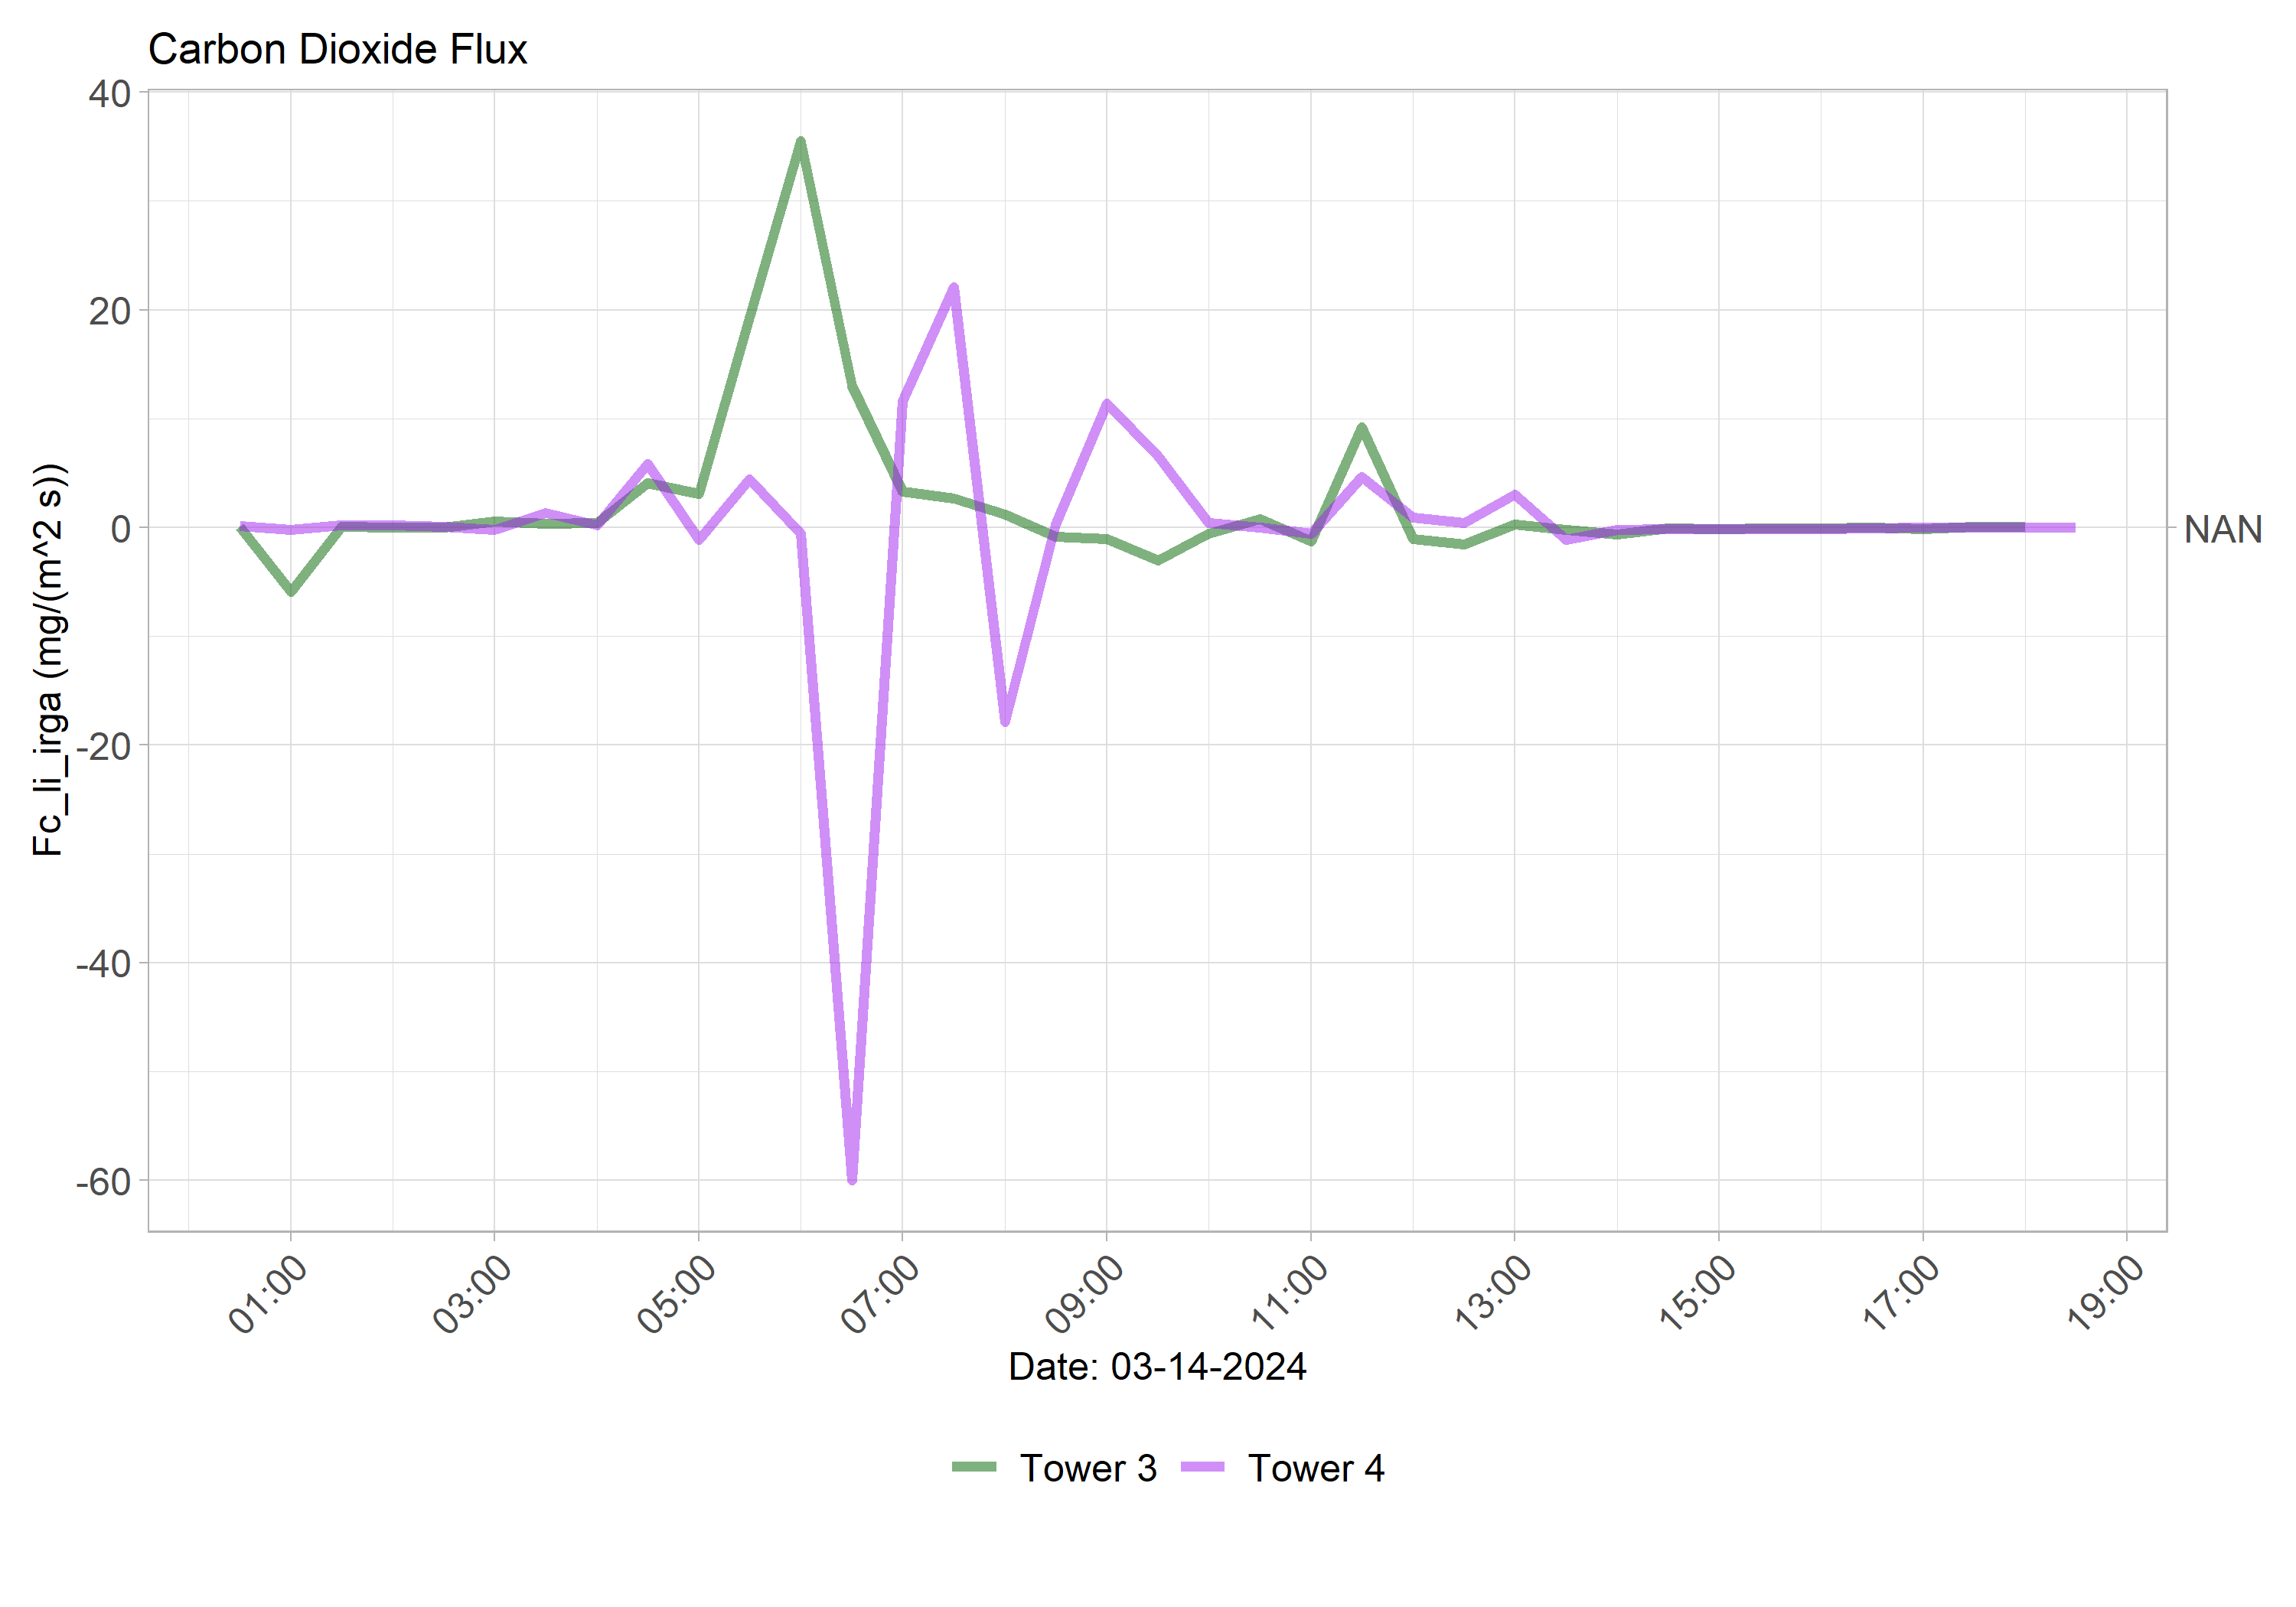 Carbon Dioxide Flux
40
20
0
-20
-40
-60
Fc_li_irga (mg/(m^2 s))
NAN
01:00
03:00
05:00
07:00
09:00
11:00
13:00
15:00
17:00
19:00
Date: 03-14-2024
Tower 3
Tower 4